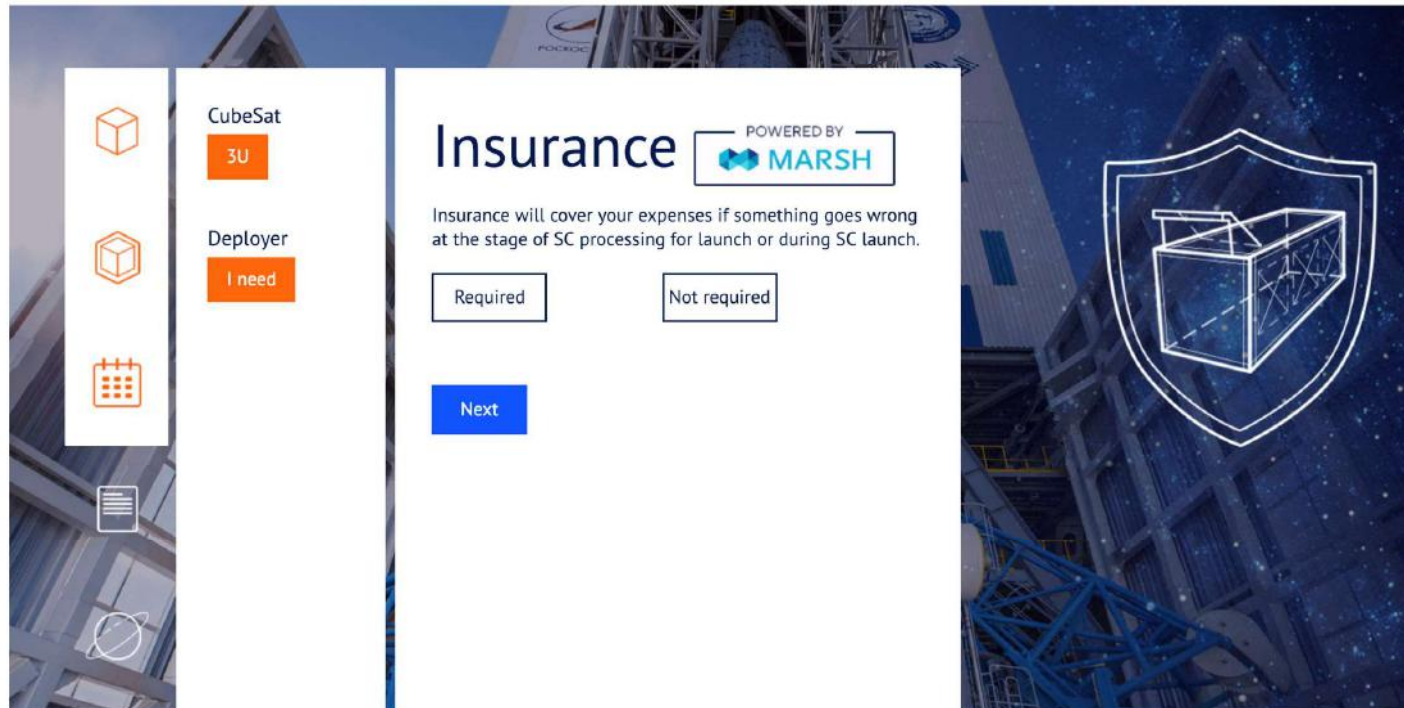 РОСКОС
CubeSat
3U
Deployer
I need
Insurance
POWERED BY
MARSH
Insurance will cover your expenses if something goes wrong
at the stage of SC processing for launch or during SC launch.
Required
Not required
Next